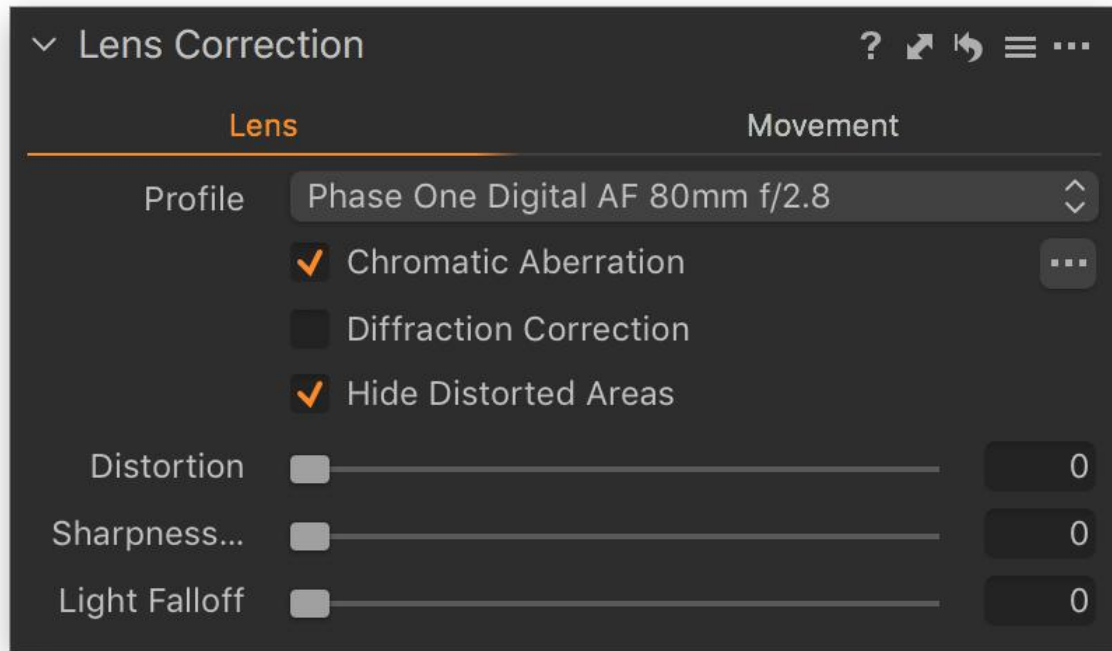 Lens Correction ?
Lens Movement
Profile Phase One Digital AF 80mm f/2.8
Chromatic Aberration
Diffraction Correction
Hide Distorted Areas
Distortion 0
Sharpness... 0
Light Falloff 0